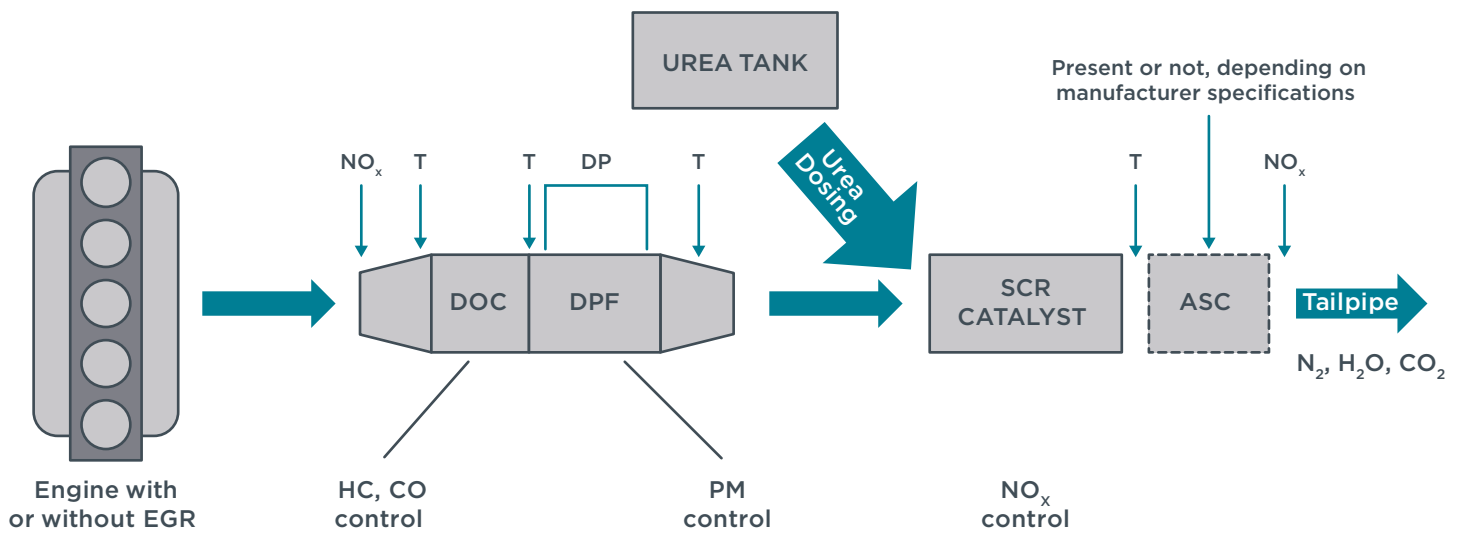 UREA TANK
Present or not, depending on
manufacturer specifications
NOₓ
T
T
DP
T
Urea
Dosing
T
NOₓ
DOC
DPF
SCR
CATALYST
ASC
Tailpipe
N₂, H₂O, CO₂
Engine with
or without EGR
HC, CO
control
PM
control
NOₓ
control